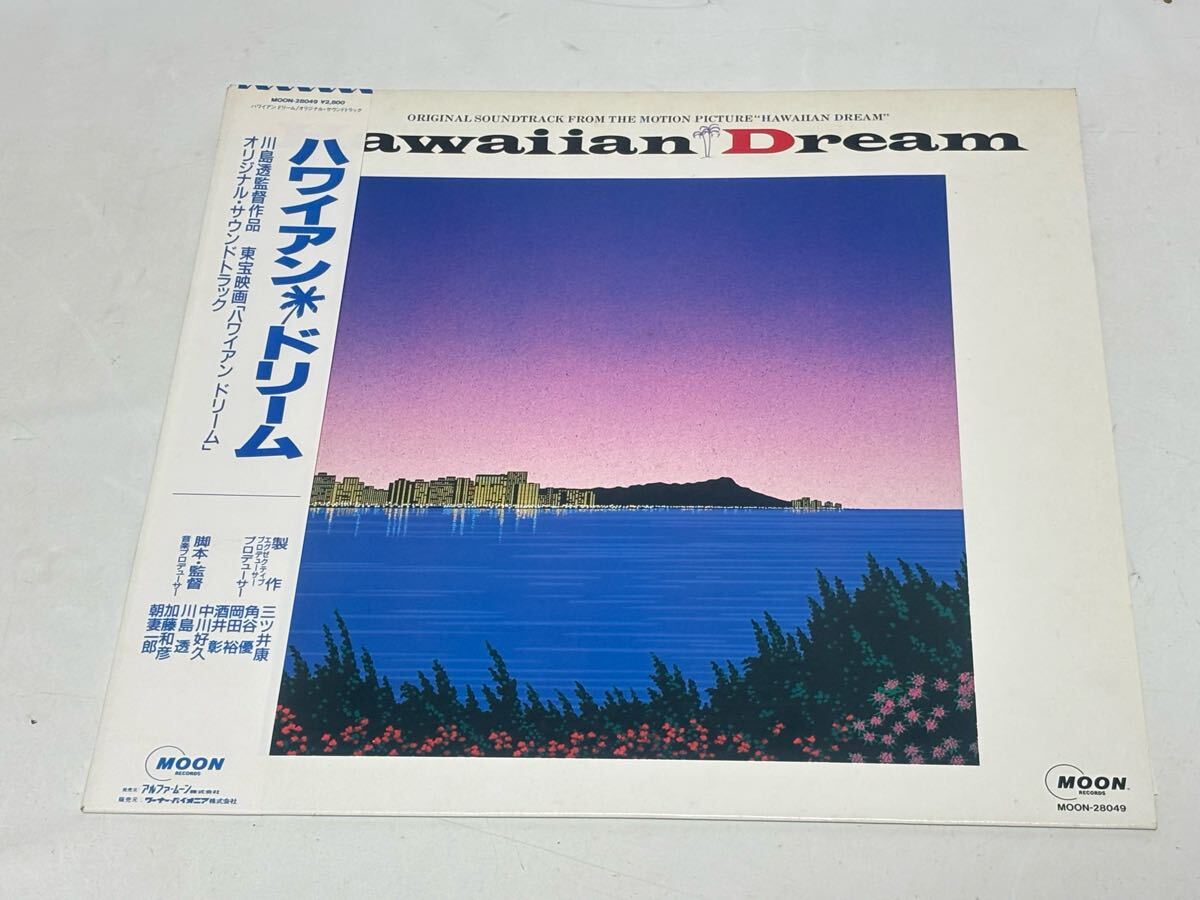 MOON-28049 ¥2,800
ハワイアン ドリーム/オリジナル・サウンドトラック
ハワイアン ドリーム
川島透監督作品 東宝映画「ハワイアン ドリーム」
オリジナル・サウンドトラック
製作
エグゼクティブ
プロデューサー
プロデューサー
脚本・監督
音楽プロデューサー
三ツ井康
角谷優
岡田裕
酒井彰
中川好久
川島透
加藤和彦
朝妻一郎
MOON
RECORDS
発売元:アルファ・ムーン株式会社
販売元:ワーナー・パイオニア株式会社
ORIGINAL SOUNDTRACK FROM THE MOTION PICTURE "HAWAIIAN DREAM"
awaiian Dream
MOON
RECORDS
MOON-28049